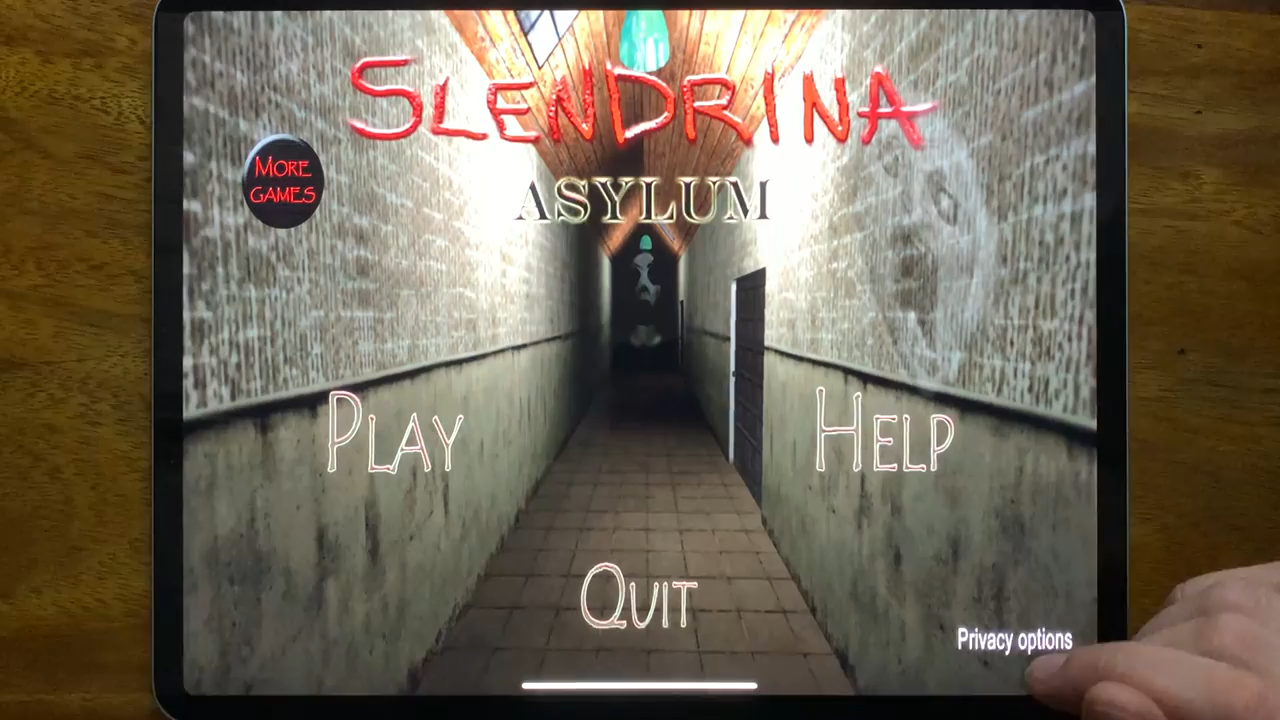 SLENDRINA
MORE
GAMES
ASYLUM
PLAY
HELP
QUIT
Privacy options